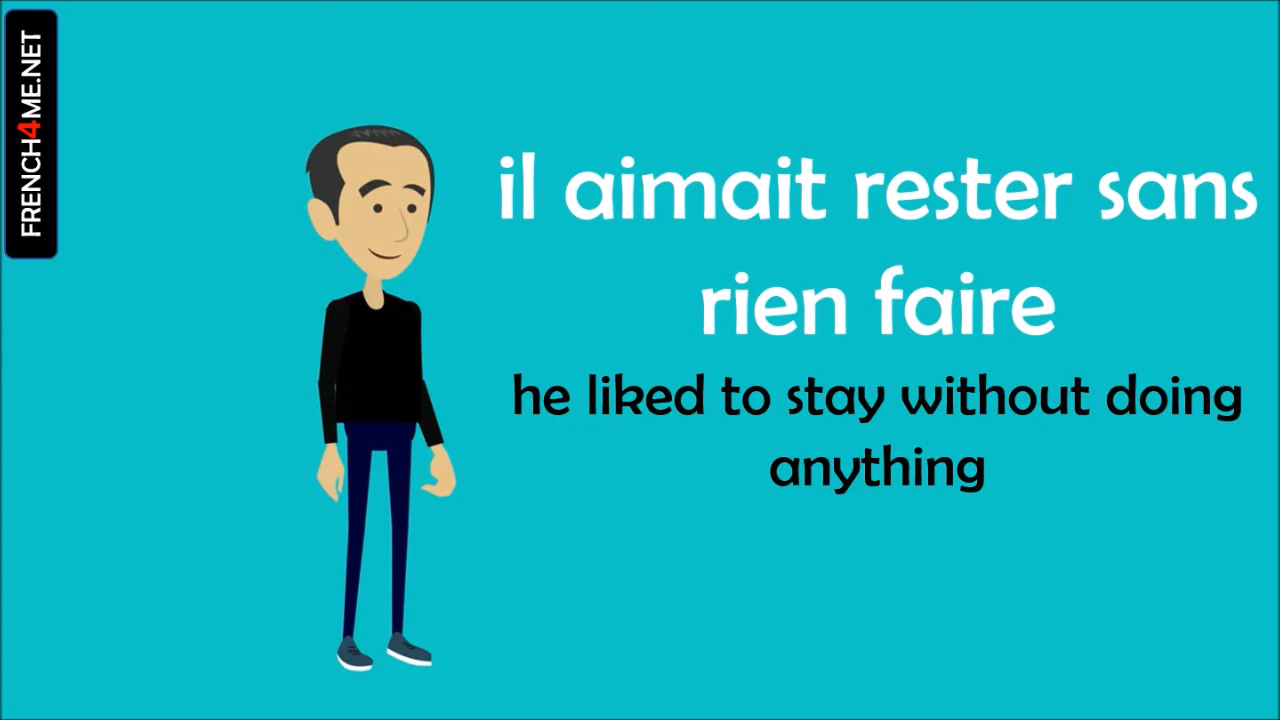 FRENCH4ME.NET
il aimait rester sans
rien faire
he liked to stay without doing
anything